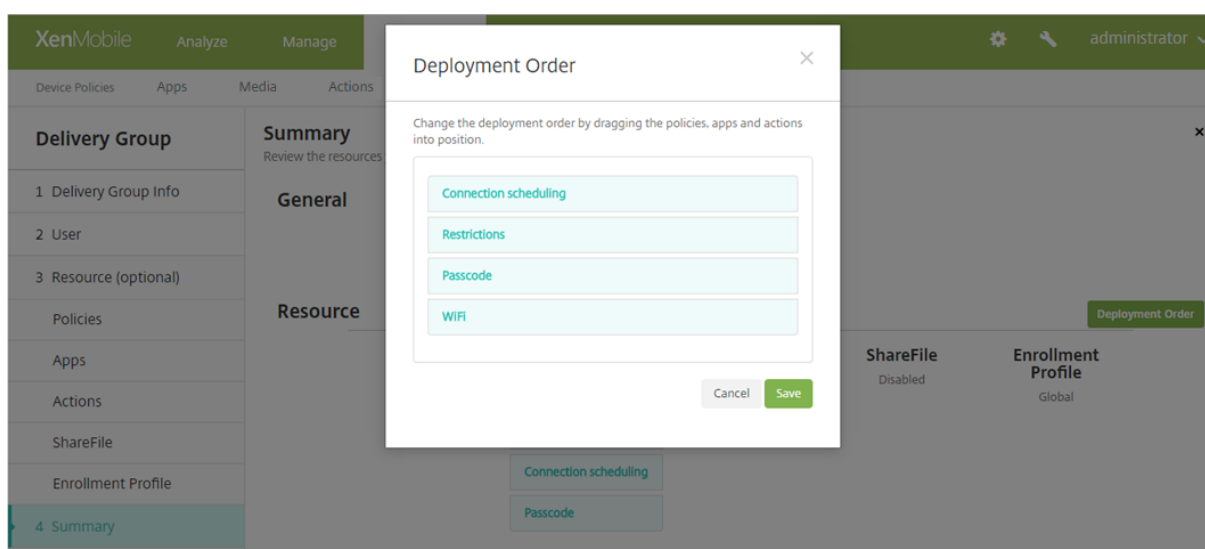 XenMobile Analyze Manage administrator
Device Policies Apps Media Actions
Deployment Order
Change the deployment order by dragging the policies, apps and actions
into position.
Connection scheduling
Restrictions
Passcode
WiFi
Cancel Save
Delivery Group
1 Delivery Group Info
2 User
3 Resource (optional)
Policies
Apps
Actions
ShareFile
Enrollment Profile
4 Summary
Summary
Review the resources
General
Resource
Deployment Order
ShareFile
Disabled
Enrollment
Profile
Global
Connection scheduling
Passcode